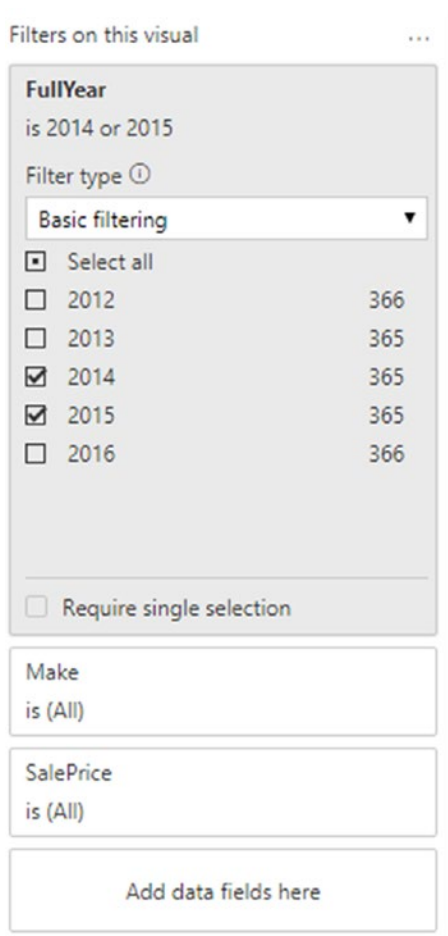 Filters on this visual ...
FullYear
is 2014 or 2015
Filter type ⓘ
Basic filtering
Select all
2012 366
2013 365
2014 365
2015 365
2016 366
Require single selection
Make
is (All)
SalePrice
is (All)
Add data fields here